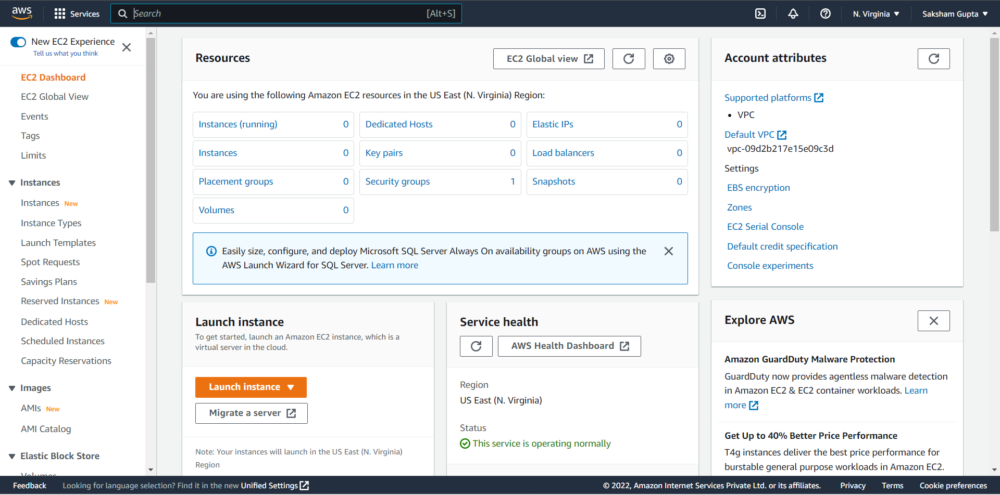 aws
Services
Search
[Alt+S]
N. Virginia
Saksham Gupta
New EC2 Experience
Tell us what you think
EC2 Dashboard
EC2 Global View
Events
Tags
Limits
Instances
Instances New
Instance Types
Launch Templates
Spot Requests
Savings Plans
Reserved Instances New
Dedicated Hosts
Scheduled Instances
Capacity Reservations
Images
AMIs New
AMI Catalog
Elastic Block Store
Volumes
Resources
EC2 Global view
You are using the following Amazon EC2 resources in the US East (N. Virginia) Region:
Instances (running) 0
Dedicated Hosts 0
Elastic IPs 0
Instances 0
Key pairs 0
Load balancers 0
Placement groups 0
Security groups 1
Snapshots 0
Volumes 0
Easily size, configure, and deploy Microsoft SQL Server Always On availability groups on AWS using the
AWS Launch Wizard for SQL Server. Learn more
Launch instance
To get started, launch an Amazon EC2 instance, which is a
virtual server in the cloud.
Launch instance
Migrate a server
Note: Your instances will launch in the US East (N. Virginia)
Region
Service health
AWS Health Dashboard
Region
US East (N. Virginia)
Status
This service is operating normally
Account attributes
Supported platforms
• VPC
Default VPC
vpc-09d2b217e15e09c3d
Settings
EBS encryption
Zones
EC2 Serial Console
Default credit specification
Console experiments
Explore AWS
Amazon GuardDuty Malware Protection
GuardDuty now provides agentless malware detection
in Amazon EC2 & EC2 container workloads. Learn
more
Get Up to 40% Better Price Performance
T4g instances deliver the best price performance for
burstable general purpose workloads in Amazon EC2.
Feedback
Looking for language selection? Find it in the new Unified Settings
© 2022, Amazon Internet Services Private Ltd. or its affiliates.
Privacy
Terms
Cookie preferences